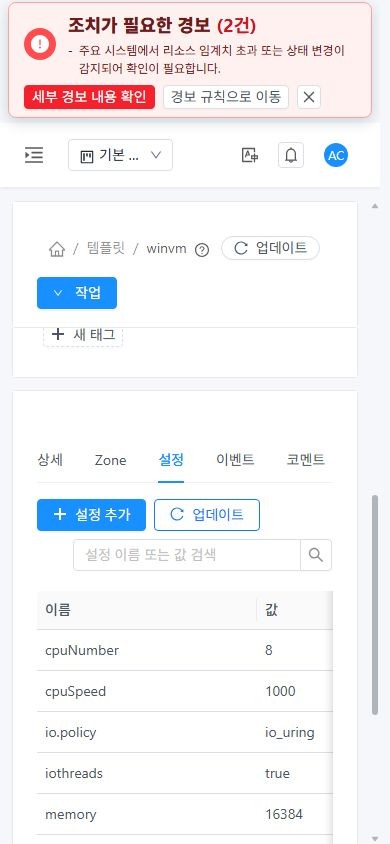 조치가 필요한 경보 (2건)
- 주요 시스템에서 리소스 임계치 초과 또는 상태 변경이
감지되어 확인이 필요합니다.
세부 경보 내용 확인
경보 규칙으로 이동
기본 ...
AC
/ 템플릿 / winvm
업데이트
작업
새 태그
상세
Zone
설정
이벤트
코멘트
설정 추가
업데이트
설정 이름 또는 값 검색
이름 값
cpuNumber 8
cpuSpeed 1000
io.policy io_uring
iothreads true
memory 16384